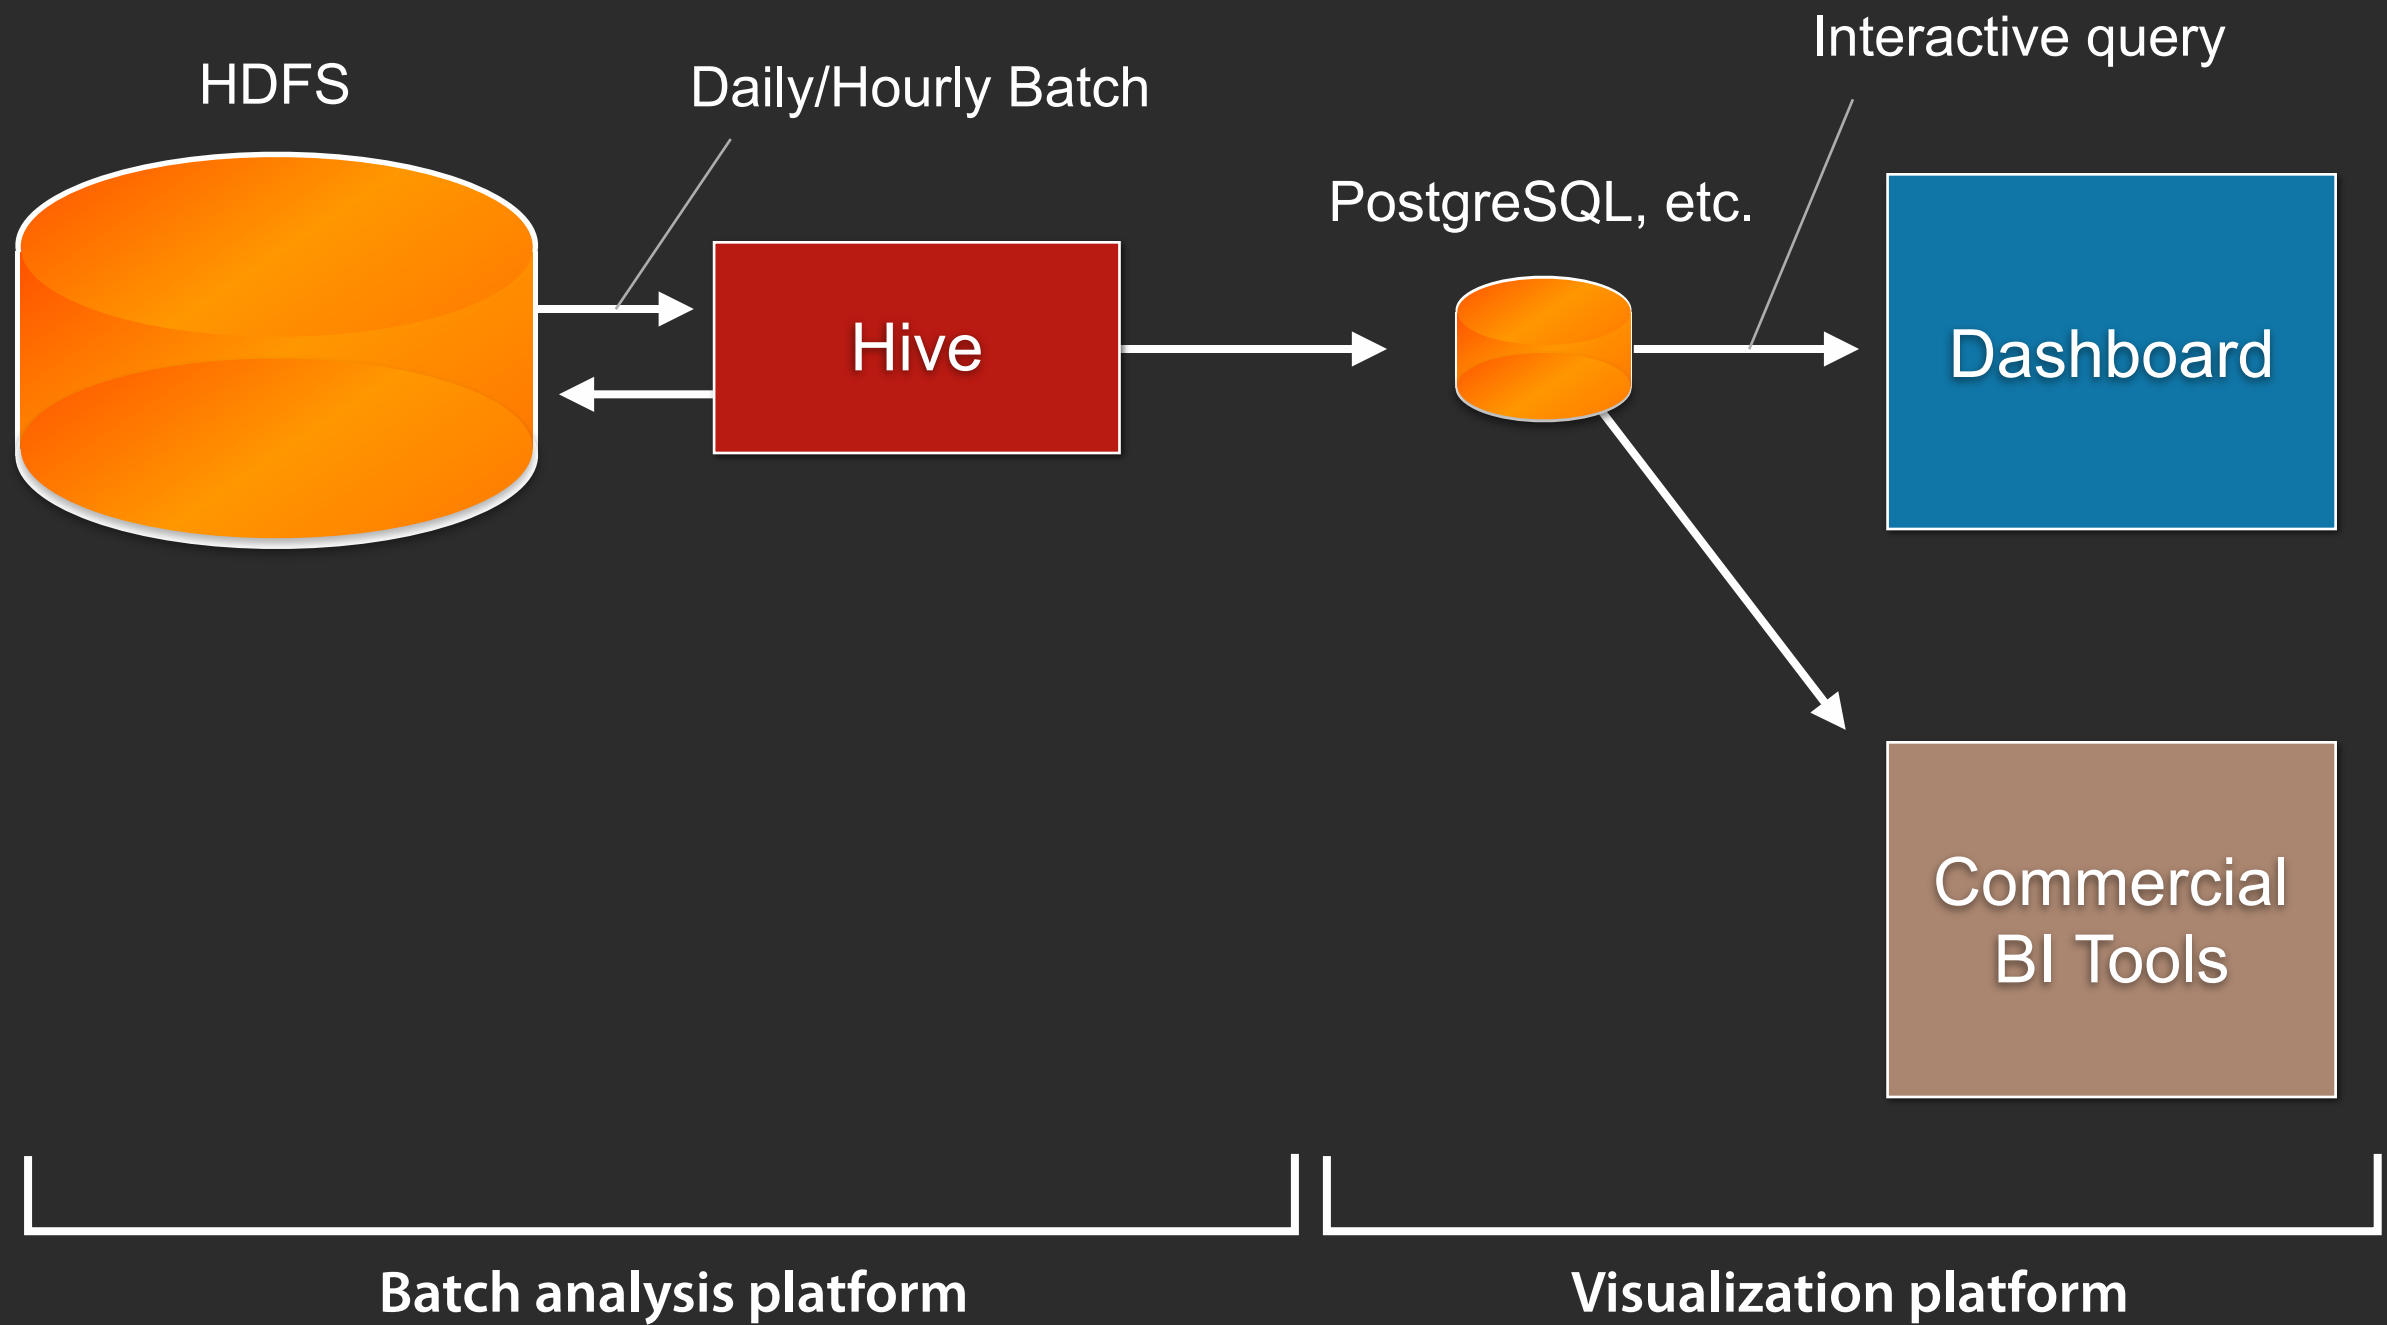 Interactive query
HDFS
Daily/Hourly Batch
PostgreSQL, etc.
Hive
Dashboard
Commercial
BI Tools
Batch analysis platform
Visualization platform